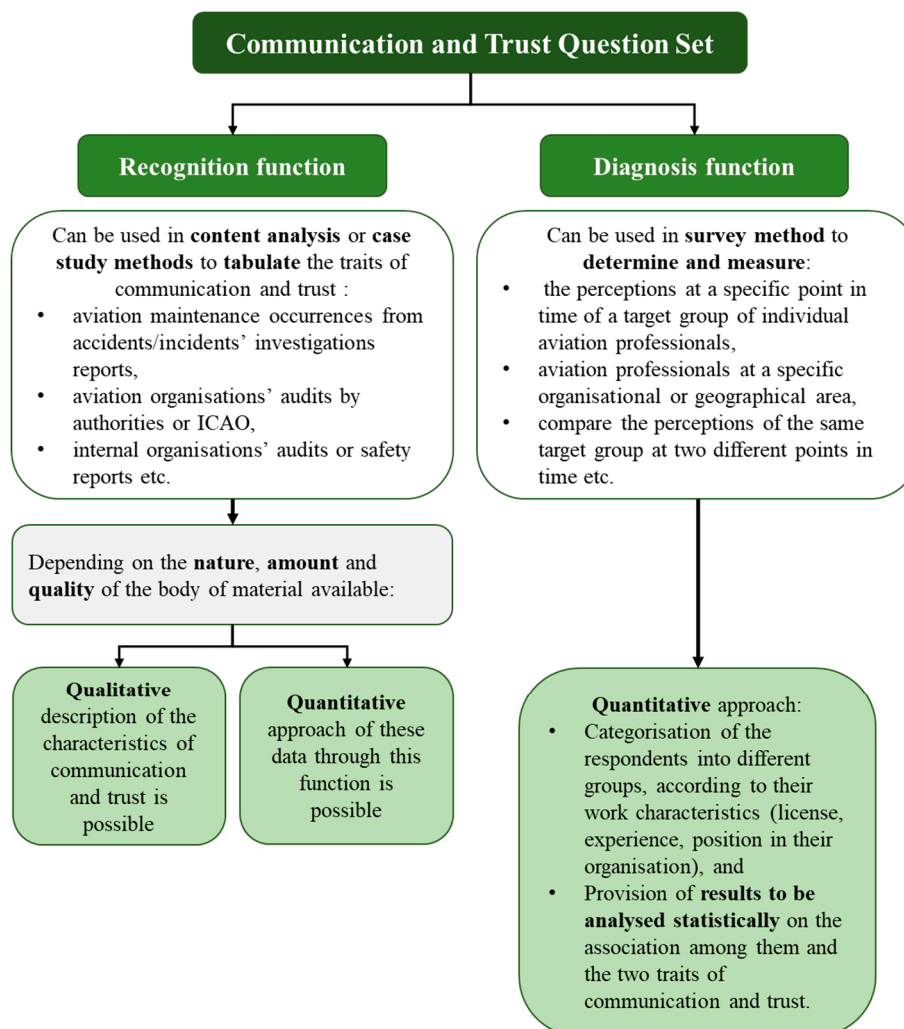 Communication and Trust Question Set
Recognition function
Diagnosis function
Can be used in content analysis or case
study methods to tabulate the traits of
communication and trust :
• aviation maintenance occurrences from
accidents/incidents’ investigations
reports,
• aviation organisations’ audits by
authorities or ICAO,
• internal organisations’ audits or safety
reports etc.
Can be used in survey method to
determine and measure:
• the perceptions at a specific point in
time of a target group of individual
aviation professionals,
• aviation professionals at a specific
organisational or geographical area,
• compare the perceptions of the same
target group at two different points in
time etc.
Depending on the nature, amount and
quality of the body of material available:
Qualitative
description of the
characteristics of
communication
and trust is
possible
Quantitative
approach of these
data through this
function is
possible
Quantitative approach:
• Categorisation of the
respondents into different
groups, according to their
work characteristics (license,
experience, position in their
organisation), and
• Provision of results to be
analysed statistically on the
association among them and
the two traits of
communication and trust.